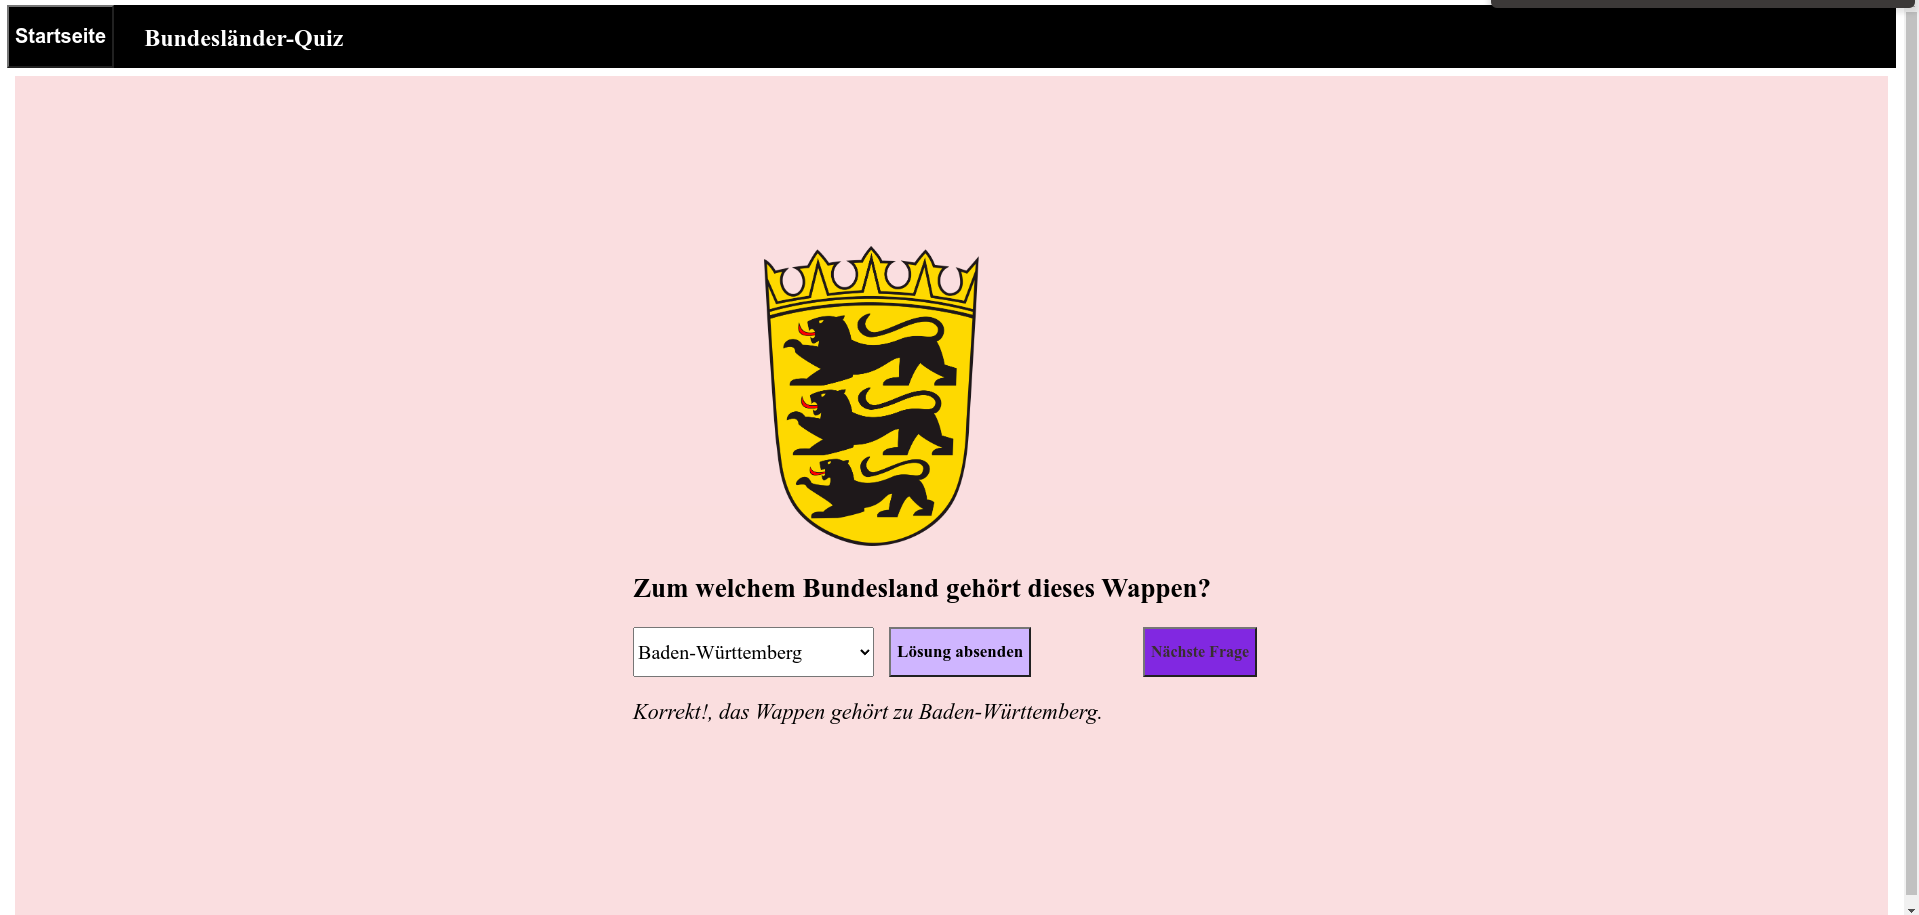 Startseite
Bundesländer-Quiz
Zum welchem Bundesland gehört dieses Wappen?
Baden-Württemberg
Lösung absenden
Nächste Frage
Korrekt!, das Wappen gehört zu Baden-Württemberg.